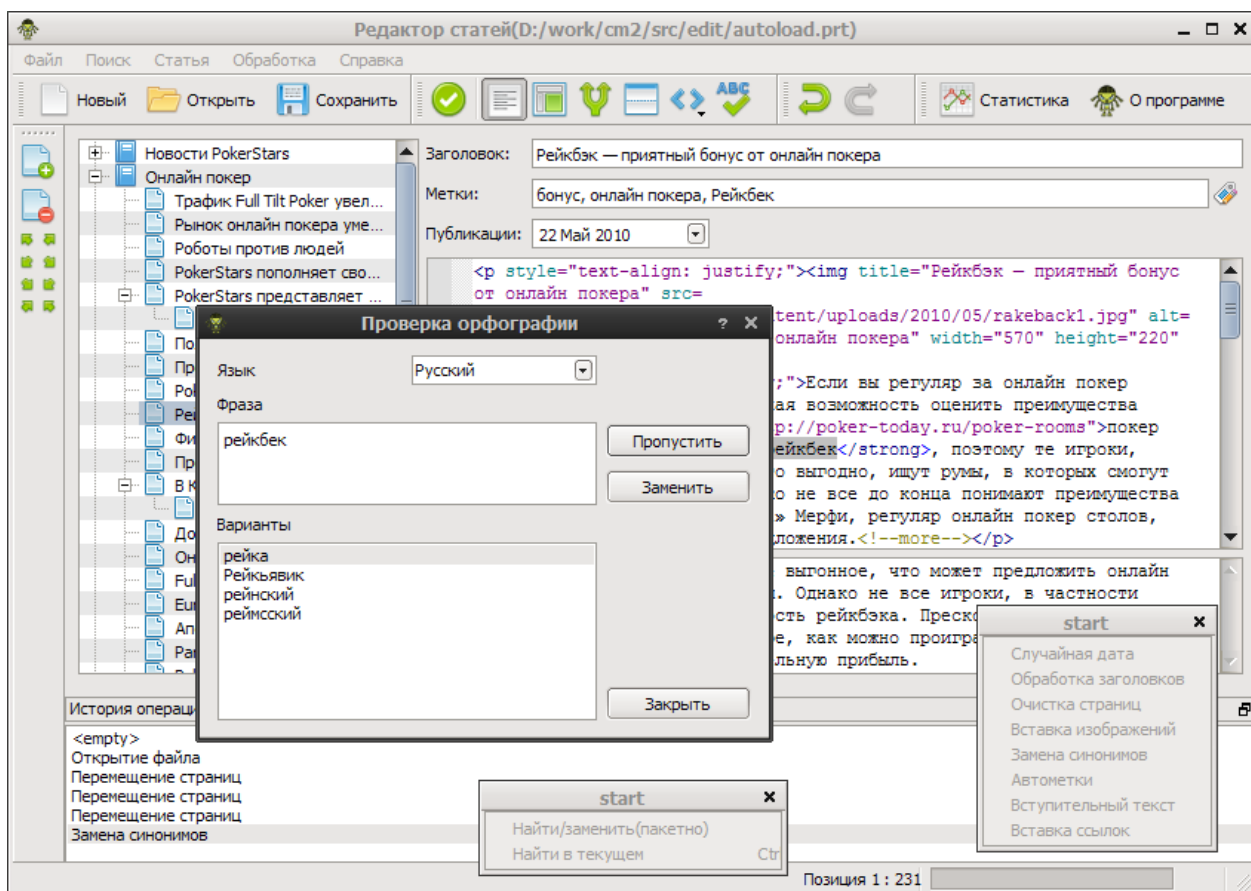 Редактор статей(D:/work/cm2/src/edit/autoload.prt)
Файл Поиск Статья Обработка Справка
Новый Открыть Сохранить ABC Статистика О программе
Новости PokerStars
Онлайн покер
Трафик Full Tilt Poker увел...
Рынок онлайн покера уме...
Роботы против людей
PokerStars пополняет сво...
PokerStars представляет ...
Заголовок: Рейкбэк — приятный бонус от онлайн покера
Метки: бонус, онлайн покера, Рейкбек
Публикации: 22 Май 2010
<p style="text-align: justify;"><img title="Рейкбэк — приятный бонус
от онлайн покера" src=
tent/uploads/2010/05/rakeback1.jpg" alt=
онлайн покера" width="570" height="220"
;">Если вы регуляр за онлайн покер
ая возможность оценить преимущества
p://poker-today.ru/poker-rooms">покер
ейкбек</strong>, поэтому те игроки,
о выгодно, ищут румы, в которых смогут
о не все до конца понимают преимущества
» Мерфи, регуляр онлайн покер столов,
ложения.<!--more--></p>
выгонное, что может предложить онлайн
. Однако не все игроки, в частности
сть рейкбэка. Преско
е, как можно проигра
льную прибыль.
Проверка орфографии
Язык Русский
Фраза
рейкбек
Пропустить
Заменить
Варианты
рейка
Рейкьявик
рейнский
реймсский
Закрыть
История операци
<empty>
Открытие файла
Перемещение страниц
Перемещение страниц
Перемещение страниц
Замена синонимов
start
Найти/заменить(пакетно)
Найти в текущем Ctr
start
Случайная дата
Обработка заголовков
Очистка страниц
Вставка изображений
Замена синонимов
Автометки
Вступительный текст
Вставка ссылок
Позиция 1 : 231